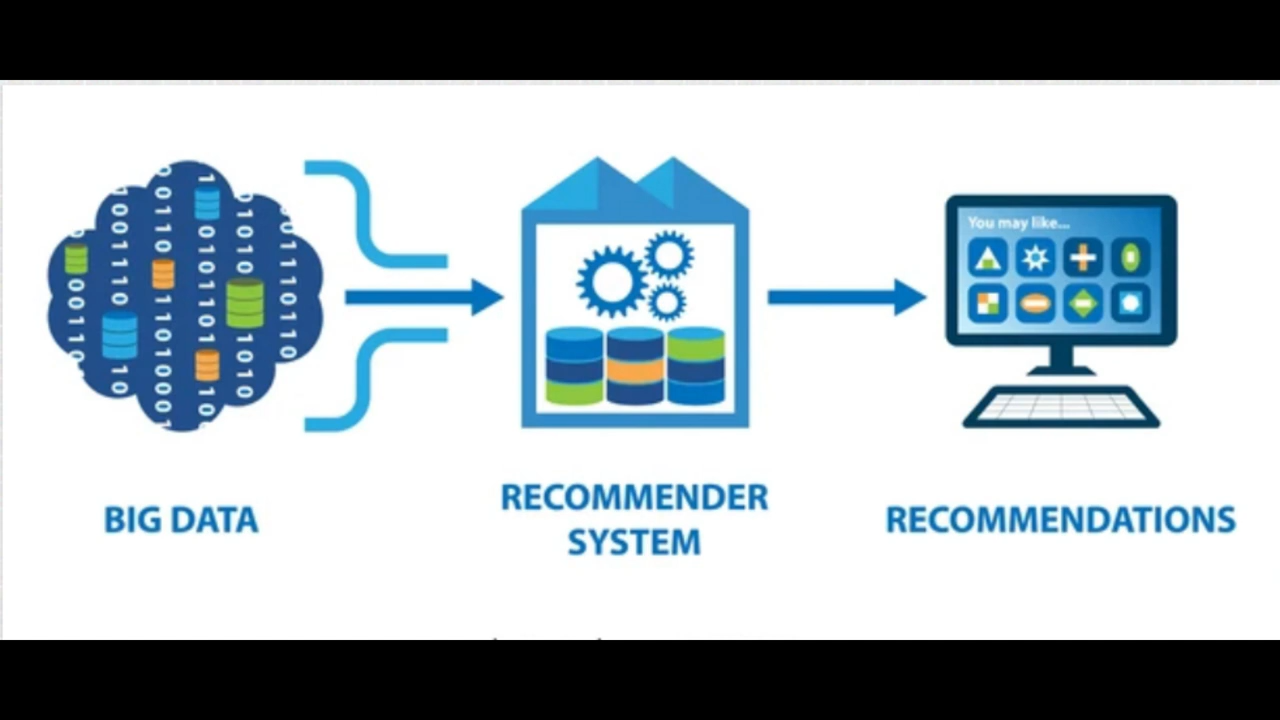 You may like...
BIG DATA
RECOMMENDER
SYSTEM
RECOMMENDATIONS